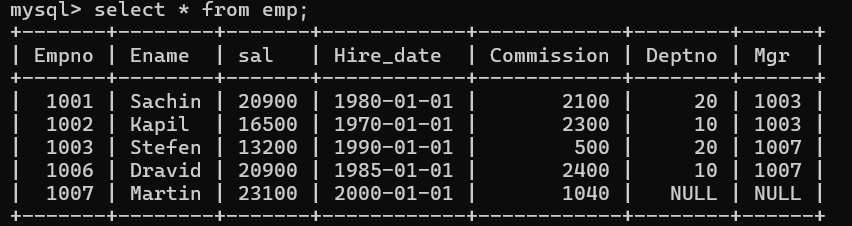 mysql> select * from emp;
+-------+--------+-------+------------+------------+--------+------+
| Empno | Ename  | sal   | Hire_date  | Commission | Deptno | Mgr  |
+-------+--------+-------+------------+------------+--------+------+
|  1001 | Sachin | 20900 | 1980-01-01 |       2100 |     20 | 1003 |
|  1002 | Kapil  | 16500 | 1970-01-01 |       2300 |     10 | 1003 |
|  1003 | Stefen | 13200 | 1990-01-01 |        500 |     20 | 1007 |
|  1006 | Dravid | 20900 | 1985-01-01 |       2400 |     10 | 1007 |
|  1007 | Martin | 23100 | 2000-01-01 |       1040 |   NULL | NULL |
+-------+--------+-------+------------+------------+--------+------+